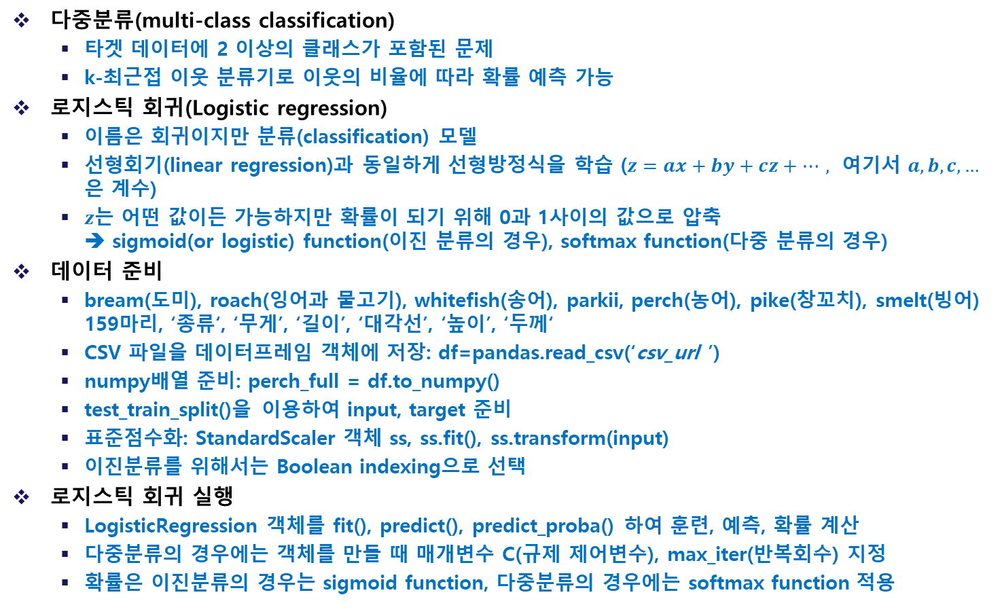 ❖ 다중분류(multi-class classification)
▪ 타겟 데이터에 2 이상의 클래스가 포함된 문제
▪ k-최근접 이웃 분류기로 이웃의 비율에 따라 확률 예측 가능
❖ 로지스틱 회귀(Logistic regression)
▪ 이름은 회귀이지만 분류(classification) 모델
▪ 선형회기(linear regression)과 동일하게 선형방정식을 학습 (z = ax + by + cz + ⋯ , 여기서 a, b, c, …
은 계수)
▪ z는 어떤 값이든 가능하지만 확률이 되기 위해 0과 1사이의 값으로 압축
➔ sigmoid(or logistic) function(이진 분류의 경우), softmax function(다중 분류의 경우)
❖ 데이터 준비
▪ bream(도미), roach(잉어과 물고기), whitefish(송어), parkii, perch(농어), pike(창꼬치), smelt(빙어)
159마리, ‘종류‘, ‘무게’, ‘길이’, ‘대각선’, ‘높이’, ‘두께‘
▪ CSV 파일을 데이터프레임 객체에 저장: df=pandas.read_csv(‘csv_url ’)
▪ numpy배열 준비: perch_full = df.to_numpy()
▪ test_train_split()을 이용하여 input, target 준비
▪ 표준점수화: StandardScaler 객체 ss, ss.fit(), ss.transform(input)
▪ 이진분류를 위해서는 Boolean indexing으로 선택
❖ 로지스틱 회귀 실행
▪ LogisticRegression 객체를 fit(), predict(), predict_proba() 하여 훈련, 예측, 확률 계산
▪ 다중분류의 경우에는 객체를 만들 때 매개변수 C(규제 제어변수), max_iter(반복회수) 지정
▪ 확률은 이진분류의 경우는 sigmoid function, 다중분류의 경우에는 softmax function 적용